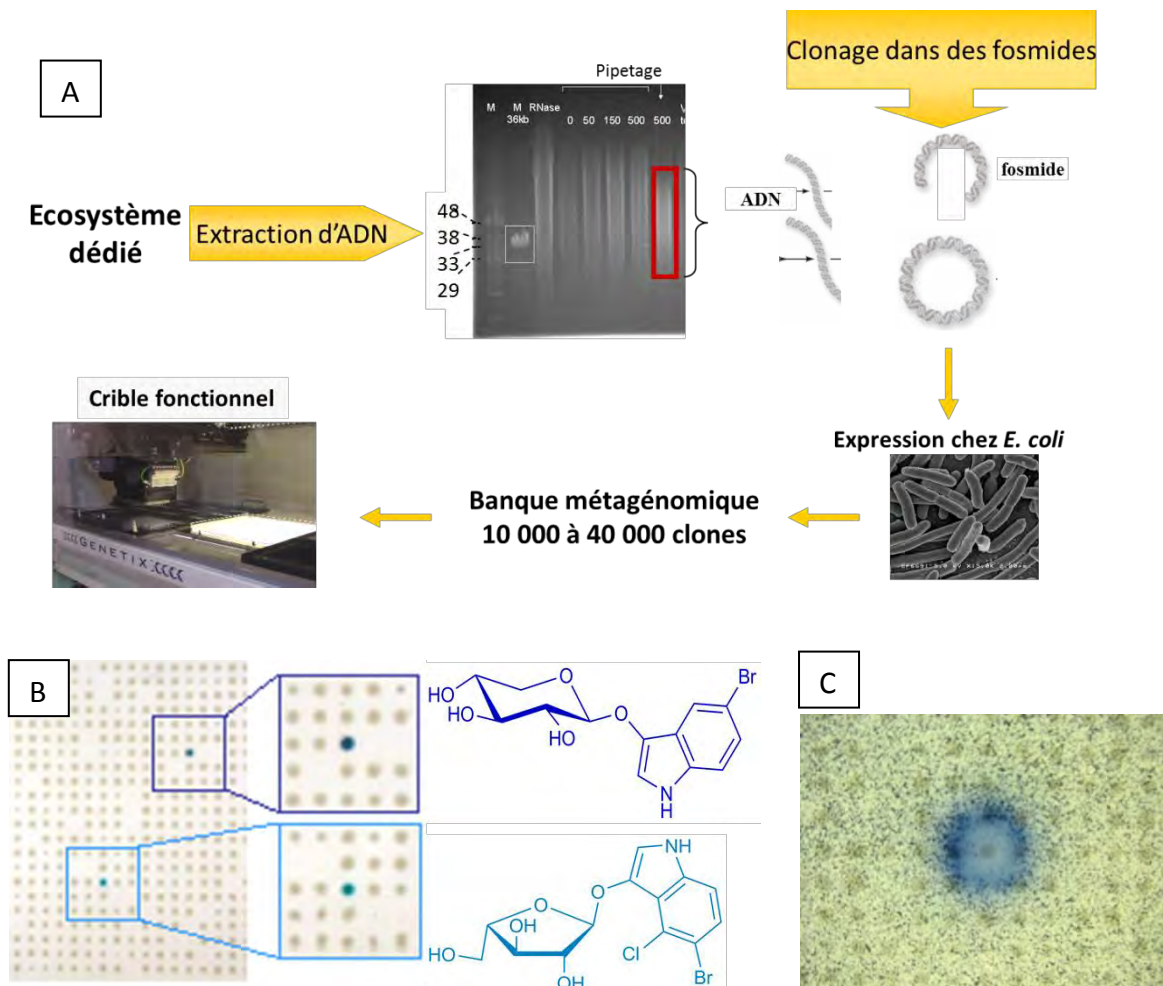 A
Ecosystème
dédié
Extraction d'ADN
Pipetage
M M RNase
36kb 0 50 150 500 500
48
38
33
29
Clonage dans des fosmides
ADN
fosmide
Expression chez E. coli
Banque métagénomique
10 000 à 40 000 clones
Crible fonctionnel
GENETIX
B
O
Br
HO
HO
HO
O
N
H
NH
O
O
OH
HO
OH
Cl
Br
C